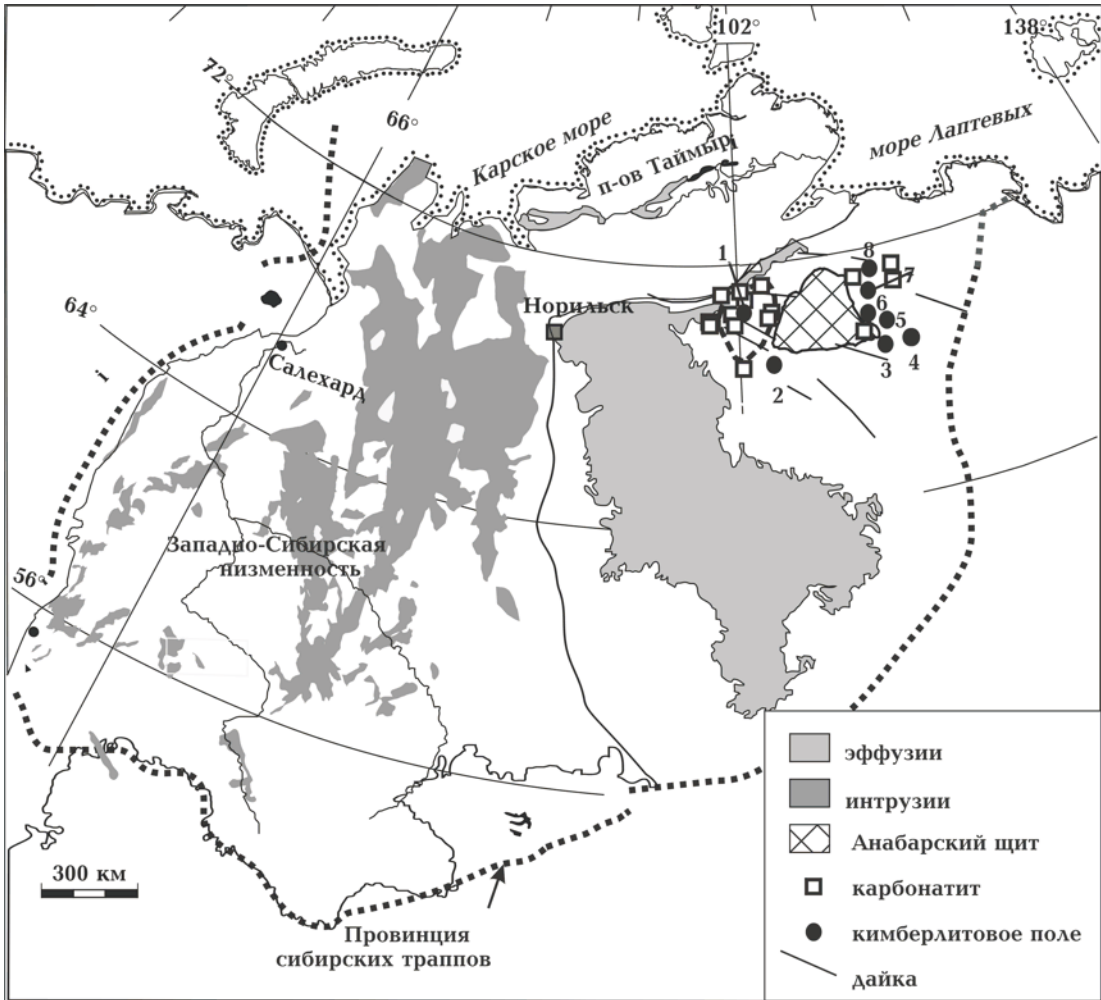 102°
138°
72°
66°
Карское море
п-ов Таймыр
море Лаптевых
1
8
7
64°
Норильск
6
5
Салехард
3
4
2
Западно-Сибирская
низменность
56°
эффузии
интрузии
Анабарский щит
300 км
карбонатит
кимберлитовое поле
Провинция
сибирских траппов
дайка